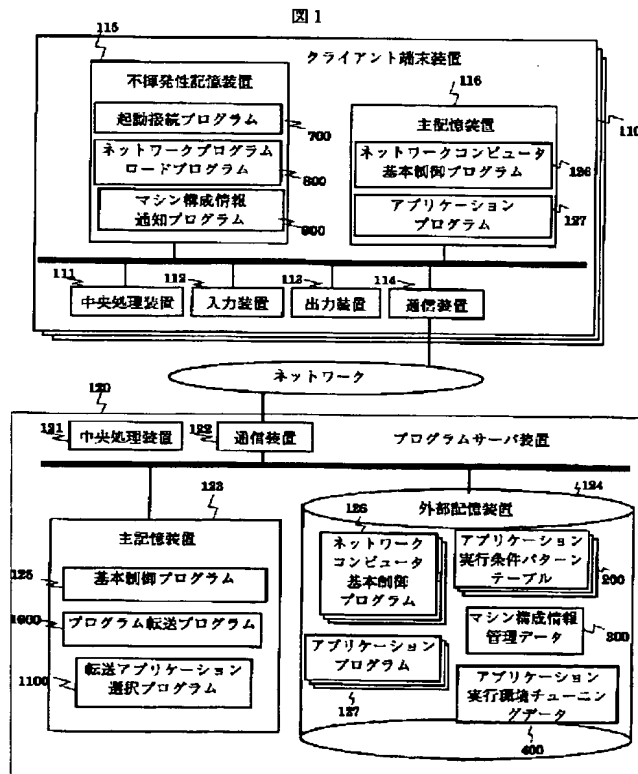 図1
115
クライアント端末装置
不揮発性記憶装置
起動接続プログラム
700
ネットワークプログラム
ロードプログラム
800
マシン構成情報
通知プログラム
900
116
主記憶装置
ネットワークコンピュータ
基本制御プログラム
126
アプリケーション
プログラム
127
110
111
中央処理装置
112
入力装置
113
出力装置
114
通信装置
ネットワーク
120
121
中央処理装置
122
通信装置
プログラムサーバ装置
123
主記憶装置
125
基本制御プログラム
1000
プログラム転送プログラム
1100
転送アプリケーション
選択プログラム
124
外部記憶装置
126
ネットワーク
コンピュータ
基本制御
プログラム
アプリケーション
実行条件パターン
テーブル
200
マシン構成情報
管理データ
300
アプリケーション
プログラム
127
アプリケーション
実行環境チューニン
グデータ
400